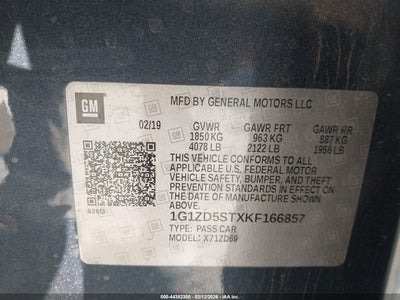 GM
MFD BY GENERAL MOTORS LLC
02/19 GVWR GAWR FRT GAWR RR
1850 KG 963 KG 887 KG
4078 LB 2122 LB 1956 LB
THIS VEHICLE CONFORMS TO ALL APPLICABLE
U.S. FEDERAL MOTOR VEHICLE
SAFETY, BUMPER, AND THEFT
PREVENTION STANDARDS IN EFFECT ON
THE DATE OF MANUFACTURE SHOWN
ABOVE.
1G1ZD5STXKF166857
TYPE: PASS CAR
MODEL: X71ZD69
000-44382300 - 02/12/2026 - IAA